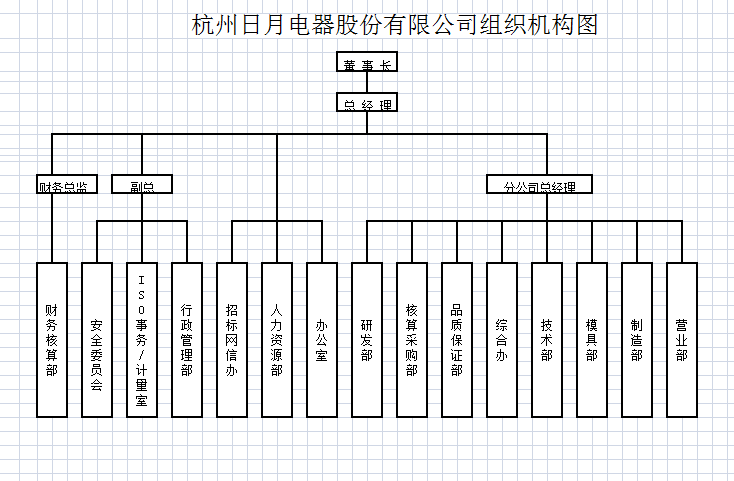 杭州日月电器股份有限公司组织机构图
董 事 长
总 经 理
财务总监
副总
分公司总经理
财务核算部
安全委员会
ISO事务/计量室
行政管理部
招标网信办
人力资源部
办公室
研发部
核算采购部
品质保证部
综合办
技术部
模具部
制造部
营业部